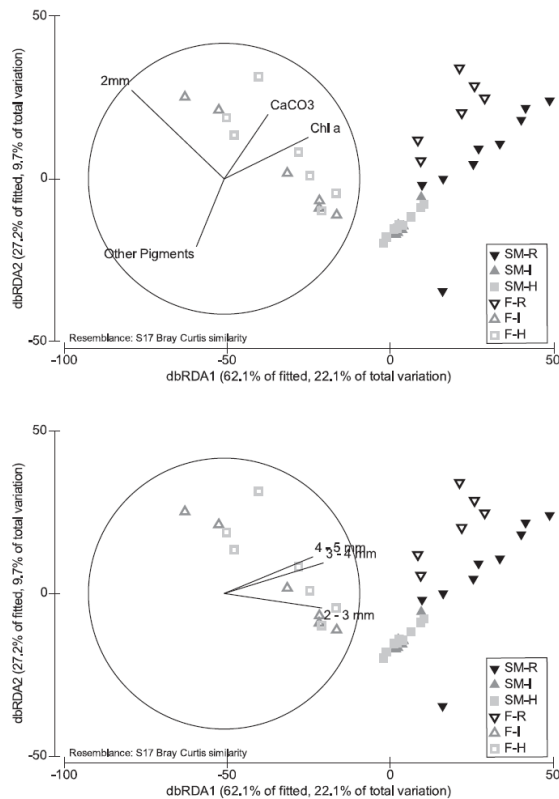 50
2mm
CaCO3
Chl a
0
Other Pigments
dbRDA2 (27.2% of fitted, 9.7% of total variation)
SM-R
SM-I
SM-H
F-R
F-I
F-H
Resemblance: S17 Bray Curtis similarity
-50
-100
-50
0
50
dbRDA1 (62.1% of fitted, 22.1% of total variation)
50
4 - 5 mm
3 - 4 mm
0
2 - 3 mm
dbRDA2 (27.2% of fitted, 9.7% of total variation)
SM-R
SM-I
SM-H
F-R
F-I
F-H
Resemblance: S17 Bray Curtis similarity
-50
-100
-50
0
50
dbRDA1 (62.1% of fitted, 22.1% of total variation)